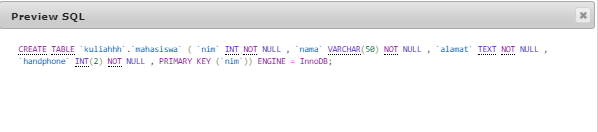 Preview SQL
CREATE TABLE `kuliahhh`.`mahasiswa` ( `nim` INT NOT NULL , `nama` VARCHAR(50) NOT NULL , `alamat` TEXT NOT NULL ,
`handphone` INT(2) NOT NULL , PRIMARY KEY (`nim`)) ENGINE = InnoDB;